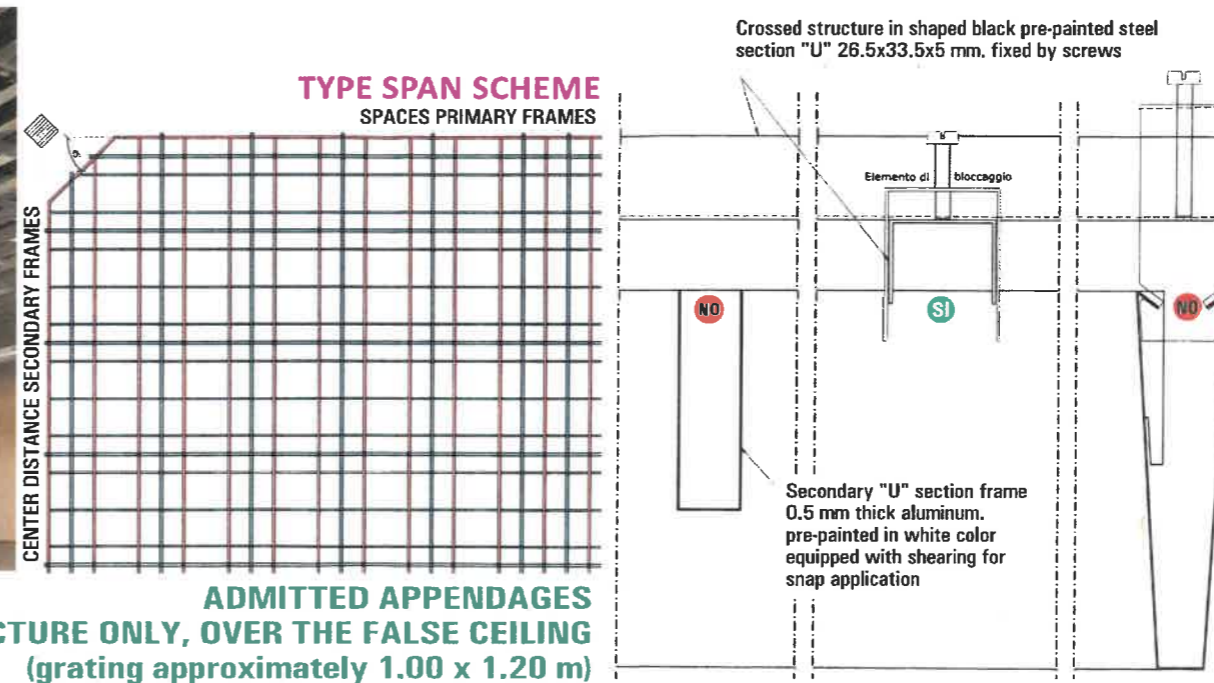 Crossed structure in shaped black pre-painted steel
section "U" 26.5x33.5x5 mm. fixed by screws
TYPE SPAN SCHEME
SPACES PRIMARY FRAMES
CENTER DISTANCE SECONDARY FRAMES
Elemento di bloccaggio
NO
SI
NO
Secondary "U" section frame
0.5 mm thick aluminum.
pre-painted in white color
equipped with shearing for
snap application
ADMITTED APPENDAGES
CTURE ONLY, OVER THE FALSE CEILING
(grating approximately 1.00 x 1.20 m)